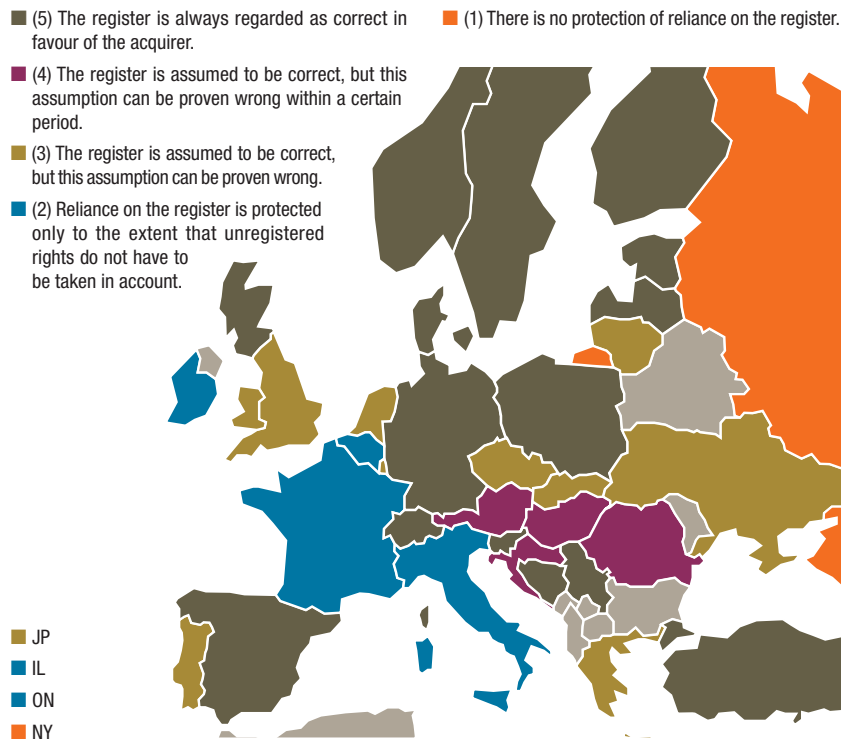 (5) The register is always regarded as correct in
favour of the acquirer.
(4) The register is assumed to be correct, but this
assumption can be proven wrong within a certain
period.
(3) The register is assumed to be correct,
but this assumption can be proven wrong.
(2) Reliance on the register is protected
only to the extent that unregistered
rights do not have to
be taken in account.
(1) There is no protection of reliance on the register.
JP
IL
ON
NY